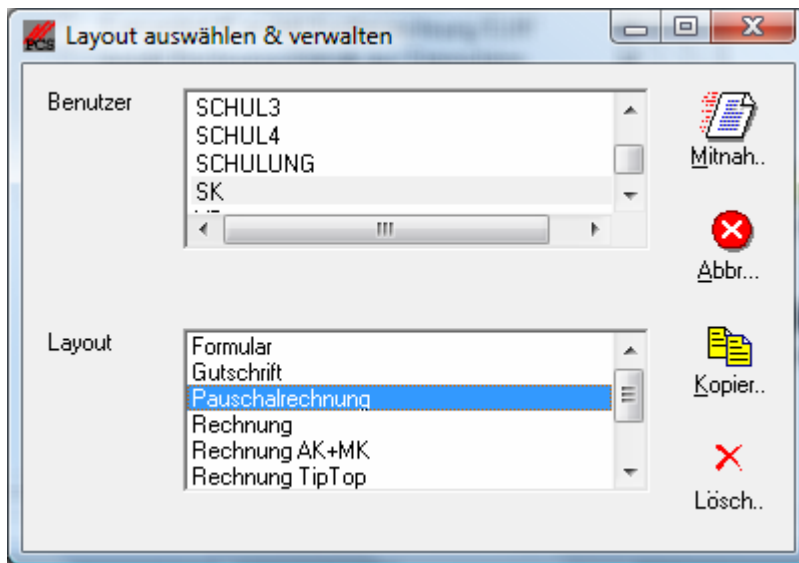 PCS
Layout auswählen & verwalten
Benutzer
SCHUL3
SCHUL4
SCHULUNG
SK
Mitnah..
Abbr...
Layout
Formular
Gutschrift
Pauschalrechnung
Rechnung
Rechnung AK+MK
Rechnung TipTop
Kopier..
Lösch..